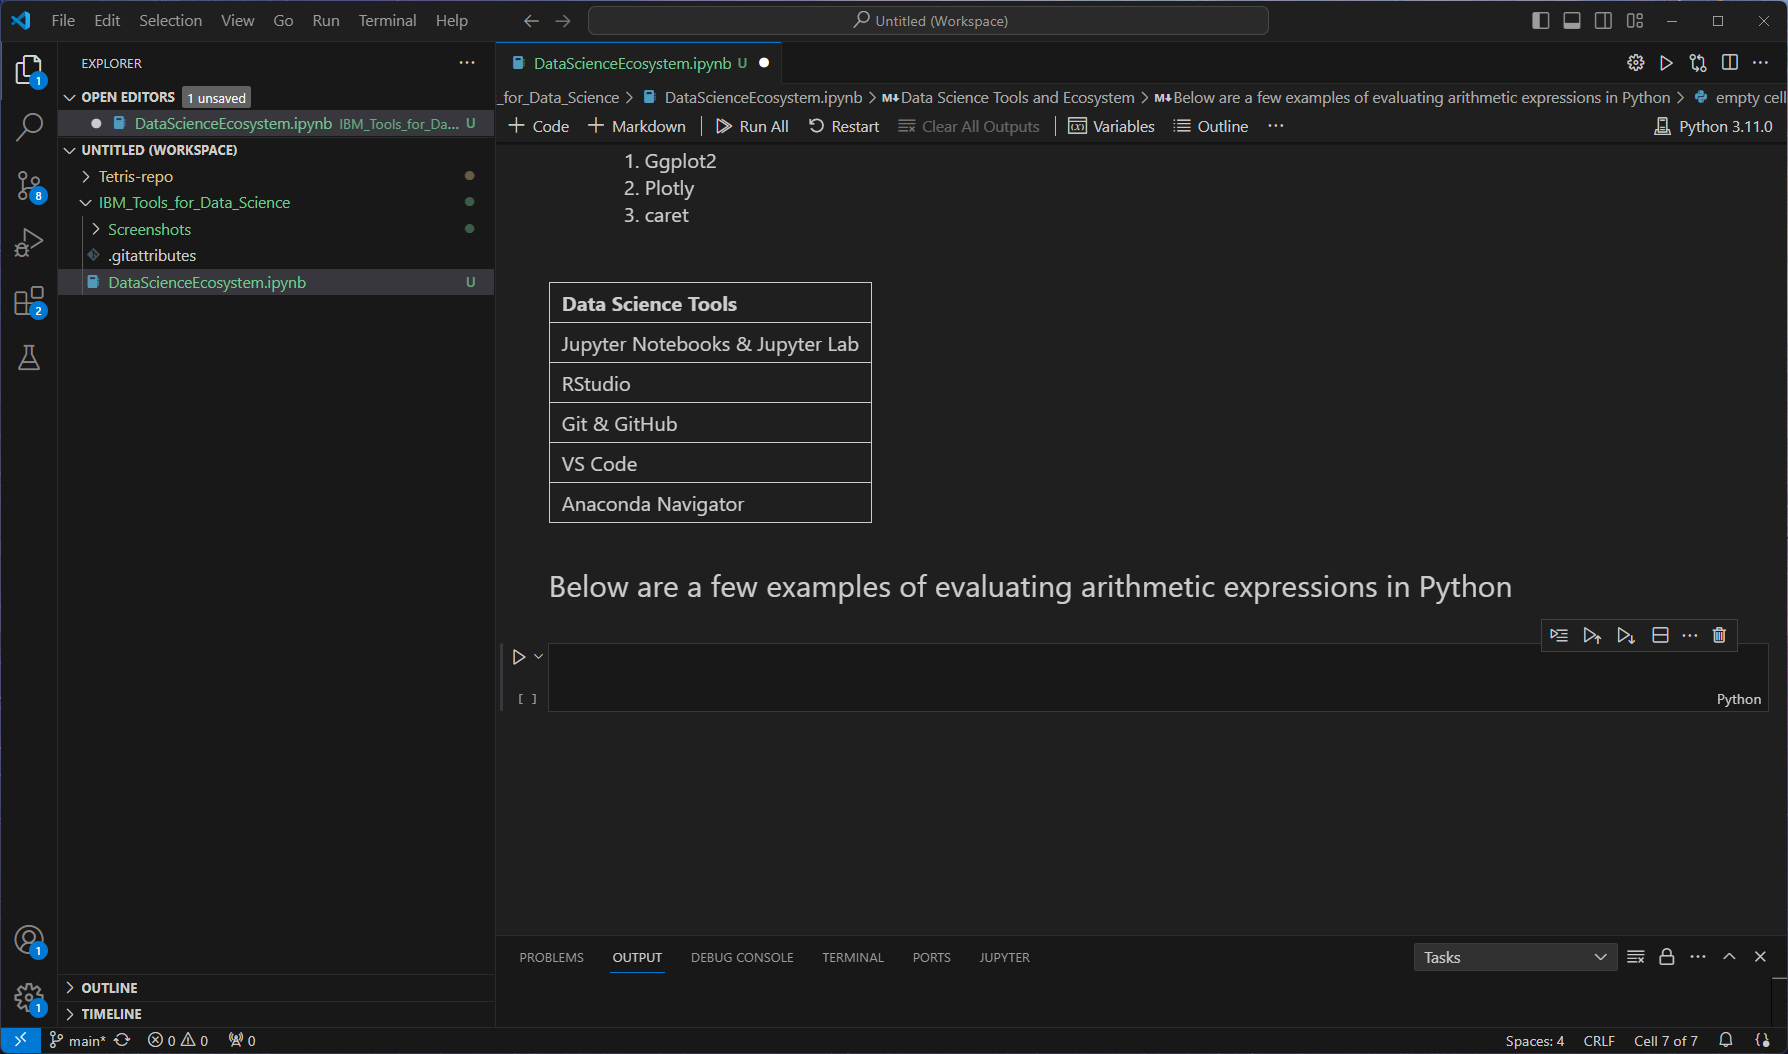 File Edit Selection View Go Run Terminal Help
Untitled (Workspace)
EXPLORER
OPEN EDITORS 1 unsaved
DataScienceEcosystem.ipynb IBM_Tools_for_Da... U
UNTITLED (WORKSPACE)
Tetris-repo
IBM_Tools_for_Data_Science
Screenshots
.gitattributes
DataScienceEcosystem.ipynb U
OUTLINE
TIMELINE
1
8
2
1
1
DataScienceEcosystem.ipynb U
_for_Data_Science > DataScienceEcosystem.ipynb > M↓Data Science Tools and Ecosystem > M↓Below are a few examples of evaluating arithmetic expressions in Python > empty cell
+ Code + Markdown Run All Restart Clear All Outputs Variables Outline ... Python 3.11.0
1. Ggplot2
2. Plotly
3. caret
Data Science Tools
Jupyter Notebooks & Jupyter Lab
RStudio
Git & GitHub
VS Code
Anaconda Navigator
Below are a few examples of evaluating arithmetic expressions in Python
[ ]
Python
PROBLEMS OUTPUT DEBUG CONSOLE TERMINAL PORTS JUPYTER Tasks
main* 0 0 0 Spaces: 4 CRLF Cell 7 of 7